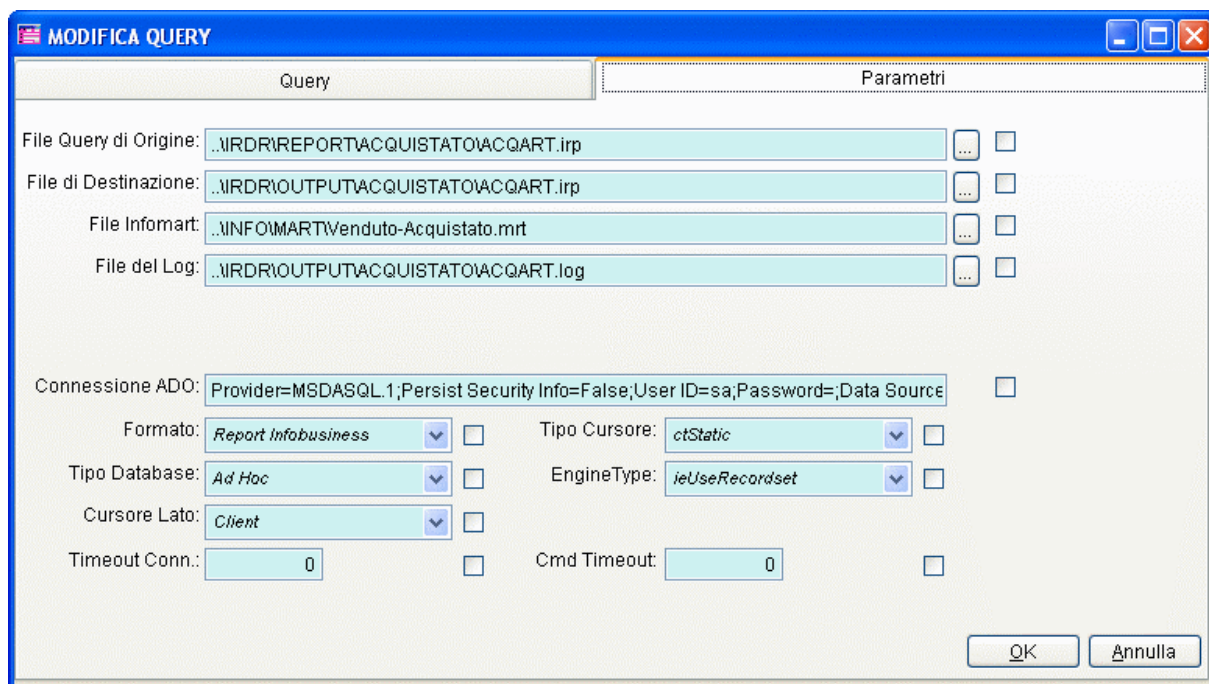 MODIFICA QUERY
Query Parametri
File Query di Origine: ..\IRDR\REPORT\ACQUISTATO\ACQART.irp ...
File di Destinazione: ..\IRDR\OUTPUT\ACQUISTATO\ACQART.irp ...
File Infomart: ..\INFO\MART\Venduto-Acquistato.mrt ...
File del Log: ..\IRDR\OUTPUT\ACQUISTATO\ACQART.log ...
Connessione ADO: Provider=MSDASQL.1;Persist Security Info=False;User ID=sa;Password=;Data Source
Formato: Report Infobusiness Tipo Cursore: ctStatic
Tipo Database: Ad Hoc EngineType: ieUseRecordset
Cursore Lato: Client
Timeout Conn.: 0 Cmd Timeout: 0
OK Annulla